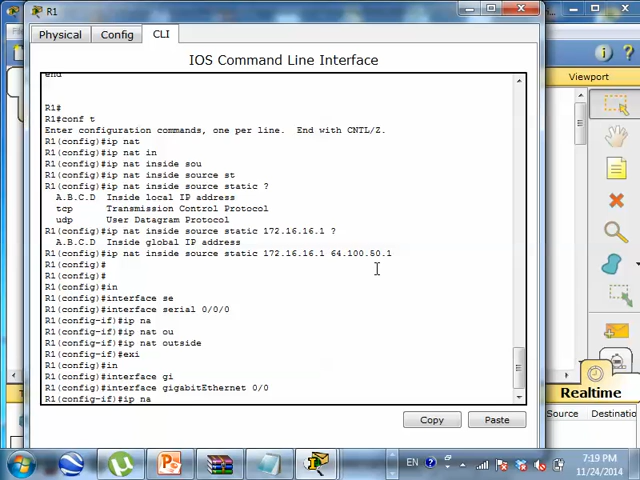 R1
Physical
Config
CLI
IOS Command Line Interface
end
R1#
R1#conf t
Enter configuration commands, one per line.  End with CNTL/Z.
R1(config)#ip nat
R1(config)#ip nat in
R1(config)#ip nat inside sou
R1(config)#ip nat inside source st
R1(config)#ip nat inside source static ?
A.B.C.D  Inside local IP address
tcp      Transmission Control Protocol
udp      User Datagram Protocol
R1(config)#ip nat inside source static 172.16.16.1 ?
A.B.C.D  Inside global IP address
R1(config)#ip nat inside source static 172.16.16.1 64.100.50.1
R1(config)#
R1(config)#
R1(config)#in
R1(config)#interface se
R1(config)#interface serial 0/0/0
R1(config-if)#ip na
R1(config-if)#ip nat ou
R1(config-if)#ip nat outside
R1(config-if)#exi
R1(config)#in
R1(config)#interface gi
R1(config)#interface gigabitEthernet 0/0
R1(config-if)#ip na
Copy
Paste
Viewport
Realtime
Source
Destinatio
EN
7:19 PM
11/24/2014